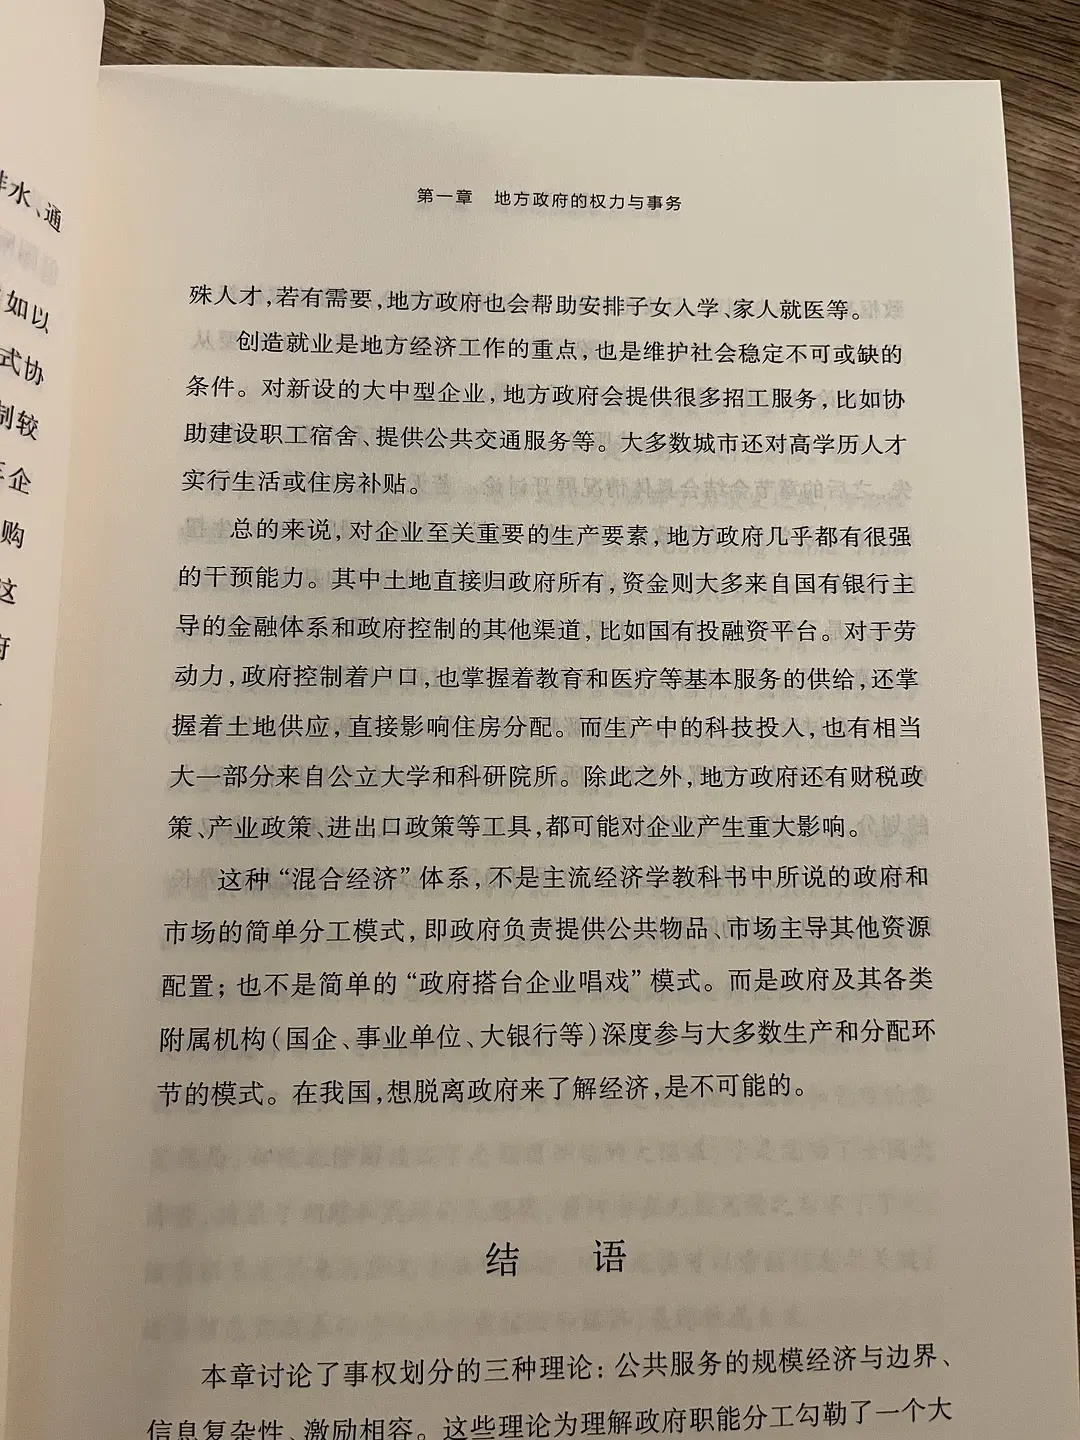 排水、通
如以
式协
制较
企
购
这
府
第一章 地方政府的权力与事务
殊人才，若有需要，地方政府也会帮助安排子女入学、家人就医等。
创造就业是地方经济工作的重点，也是维护社会稳定不可或缺的
条件。对新设的大中型企业，地方政府会提供很多招工服务，比如协
助建设职工宿舍、提供公共交通服务等。大多数城市还对高学历人才
实行生活或住房补贴。
总的来说，对企业至关重要的生产要素，地方政府几乎都有很强
的干预能力。其中土地直接归政府所有，资金则大多来自国有银行主
导的金融体系和政府控制的其他渠道，比如国有投融资平台。对于劳
动力，政府控制着户口，也掌握着教育和医疗等基本服务的供给，还掌
握着土地供应，直接影响住房分配。而生产中的科技投入，也有相当
大一部分来自公立大学和科研院所。除此之外，地方政府还有财税政
策、产业政策、进出口政策等工具，都可能对企业产生重大影响。
这种“混合经济”体系，不是主流经济学教科书中所说的政府和
市场的简单分工模式，即政府负责提供公共物品、市场主导其他资源
配置；也不是简单的“政府搭台企业唱戏”模式。而是政府及其各类
附属机构（国企、事业单位、大银行等）深度参与大多数生产和分配环
节的模式。在我国，想脱离政府来了解经济，是不可能的。
结 语
本章讨论了事权划分的三种理论：公共服务的规模经济与边界、
信息复杂性、激励相容。这些理论为理解政府职能分工勾勒了一个大